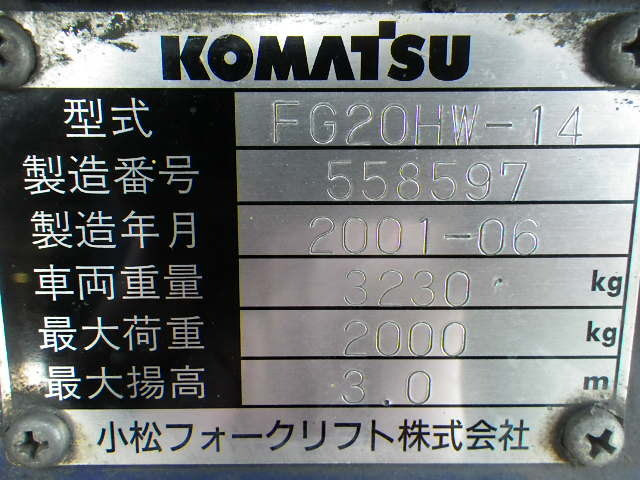 KOMATSU
型式 FG20HW-14
製造番号 558597
製造年月 2001-06
車両重量 3230 kg
最大荷重 2000 kg
最大揚高 3.0 m
小松フォークリフト株式会社